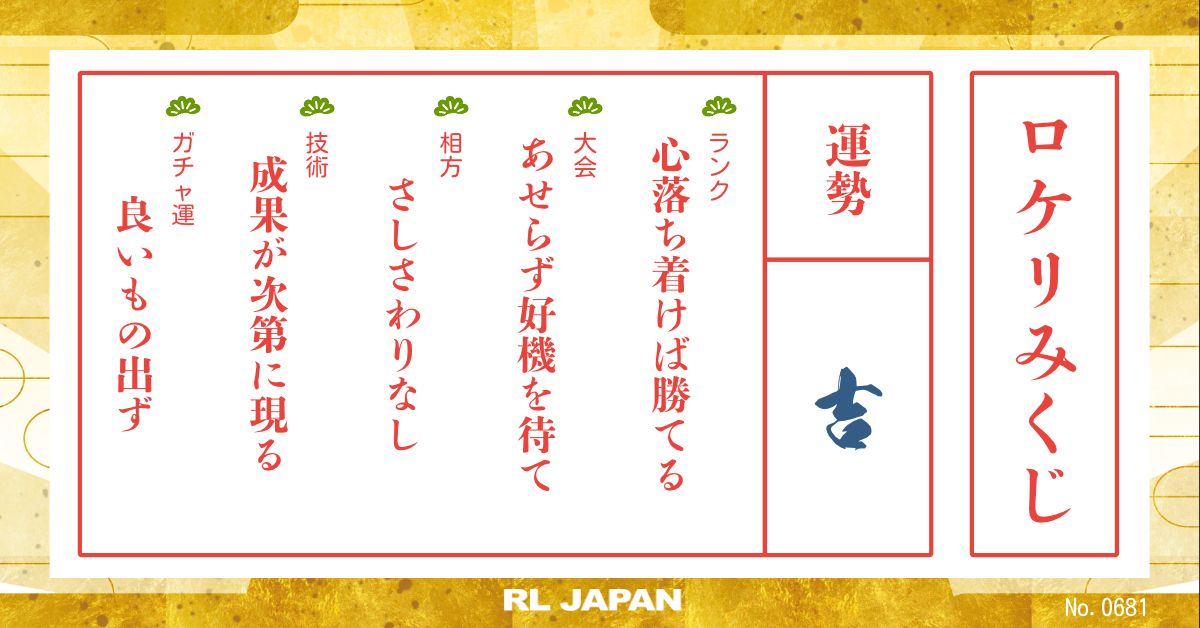 ロケリみくじ
運勢
吉
ランク
心落ち着けば勝てる
大会
あせらず好機を待て
相方
さしさわりなし
技術
成果が次第に現る
ガチャ運
良いもの出ず
RL JAPAN
No. 0681